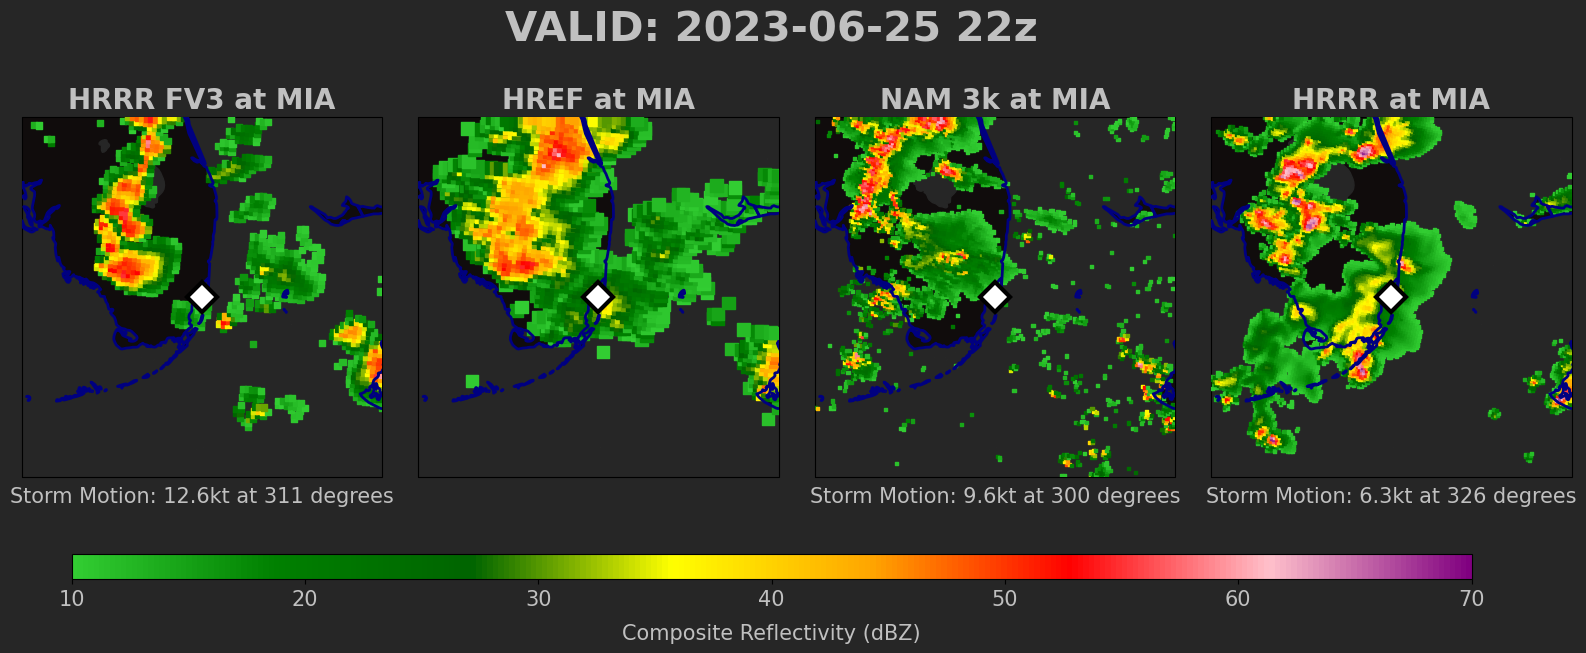 VALID: 2023-06-25 22z
HRRR FV3 at MIA
HREF at MIA
NAM 3k at MIA
HRRR at MIA
Storm Motion: 12.6kt at 311 degrees
Storm Motion: 9.6kt at 300 degrees
Storm Motion: 6.3kt at 326 degrees
10 20 30 40 50 60 70
Composite Reflectivity (dBZ)